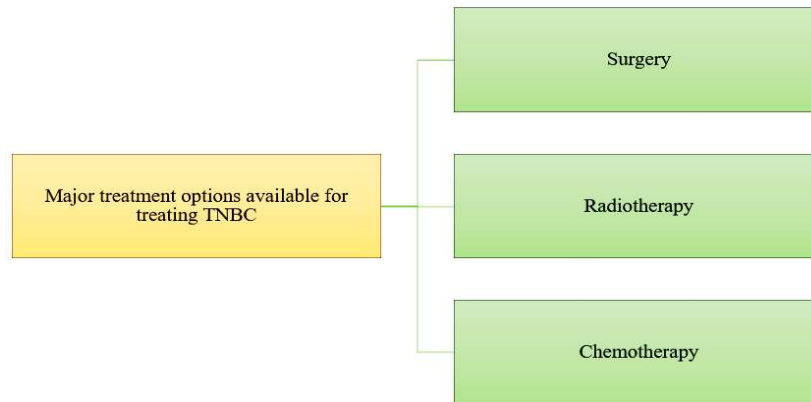 Surgery
Major treatment options available for
treating TNBC
Radiotherapy
Chemotherapy